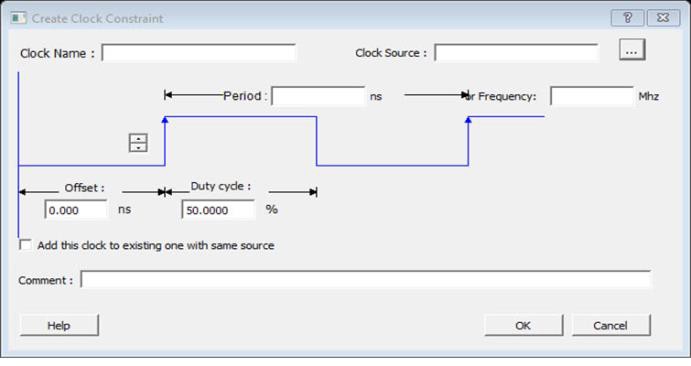 Create Clock Constraint
Clock Name : Clock Source : ...
Period : ns or Frequency: Mhz
Offset : Duty cycle :
0.000 ns 50.0000 %
Add this clock to existing one with same source
Comment :
Help OK Cancel